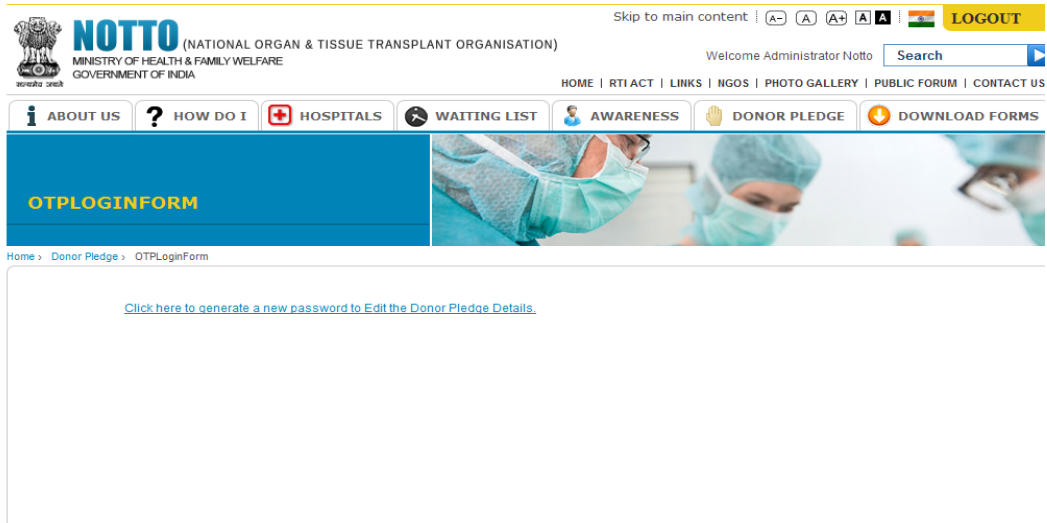 Skip to main content A- A A+ A A LOGOUT
NOTTO (NATIONAL ORGAN & TISSUE TRANSPLANT ORGANISATION)
MINISTRY OF HEALTH & FAMILY WELFARE
GOVERNMENT OF INDIA
सत्यमेव जयते
Welcome Administrator Notto Search
HOME | RTI ACT | LINKS | NGOS | PHOTO GALLERY | PUBLIC FORUM | CONTACT US
i ABOUT US ? HOW DO I HOSPITALS WAITING LIST AWARENESS DONOR PLEDGE DOWNLOAD FORMS
OTPLOGINFORM
Home › Donor Pledge › OTPLoginForm
Click here to generate a new password to Edit the Donor Pledge Details.